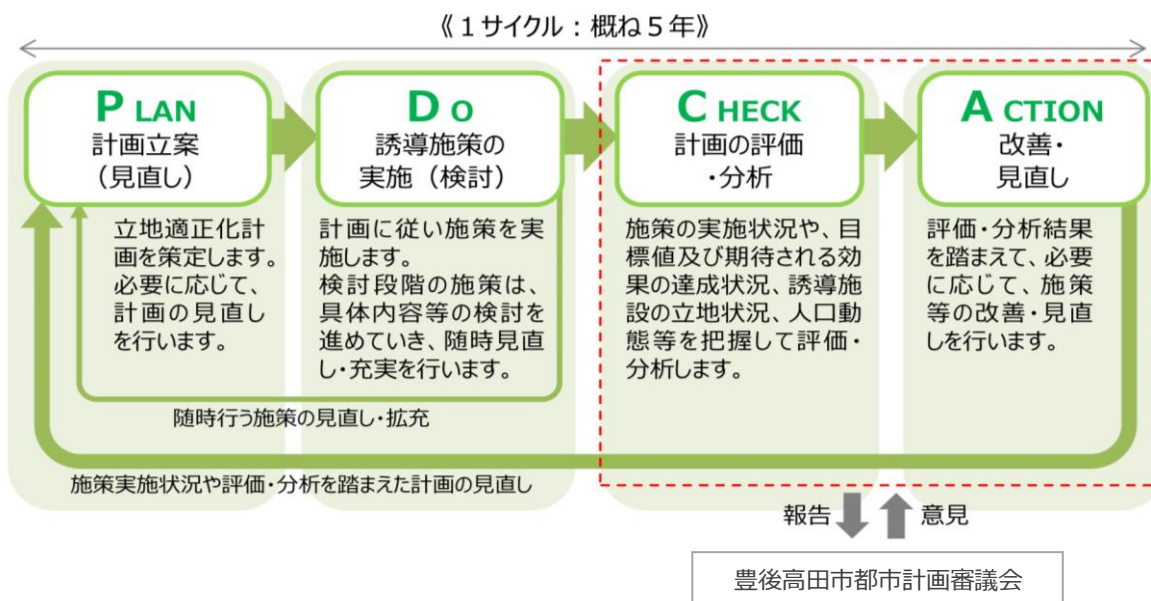 《１サイクル：概ね５年》
P LAN
計画立案
（見直し）
立地適正化計
画を策定します。
必要に応じて、
計画の見直し
を行います。
D O
誘導施策の
実施（検討）
計画に従い施策を実
施します。
検討段階の施策は、
具体内容等の検討を
進めていき、随時見直
し・充実を行います。
C HECK
計画の評価
・分析
施策の実施状況や、目
標値及び期待される効
果の達成状況、誘導施
設の立地状況、人口動
態等を把握して評価・
分析します。
A CTION
改善・
見直し
評価・分析結果
を踏まえて、必要
に応じて、施策
等の改善・見直
しを行います。
随時行う施策の見直し・拡充
施策実施状況や評価・分析を踏まえた計画の見直し
報告
意見
豊後高田市都市計画審議会